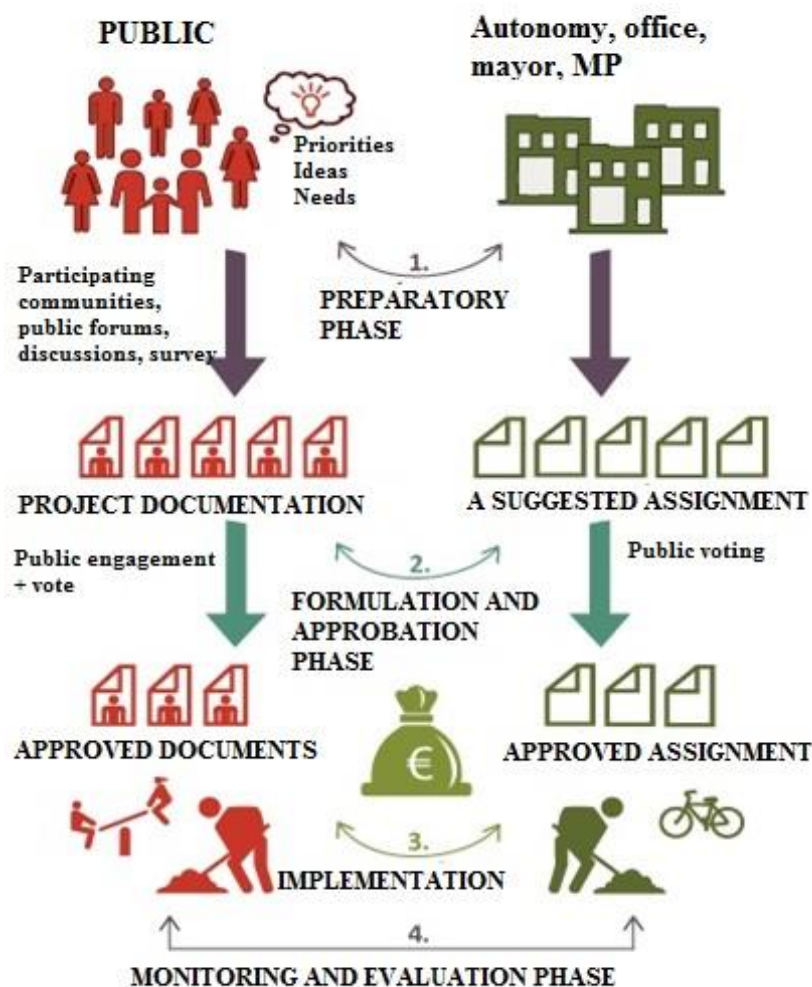 PUBLIC
Autonomy, office,
mayor, MP
Priorities
Ideas
Needs
1.
PREPARATORY
PHASE
Participating
communities,
public forums,
discussions, survey
PROJECT DOCUMENTATION
A SUGGESTED ASSIGNMENT
Public engagement
+ vote
Public voting
2.
FORMULATION AND
APPROBATION
PHASE
APPROVED DOCUMENTS
€
APPROVED ASSIGNMENT
3.
IMPLEMENTATION
4.
MONITORING AND EVALUATION PHASE